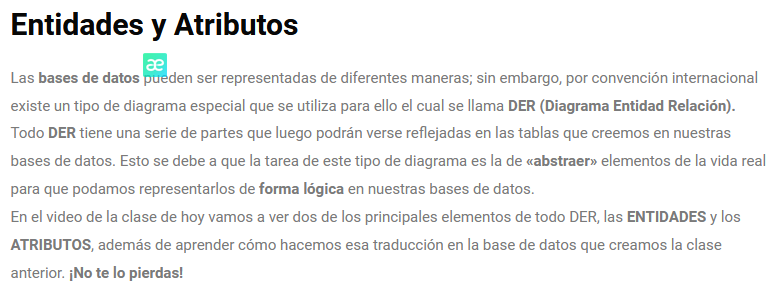 Entidades y Atributos
æ
Las bases de datos pueden ser representadas de diferentes maneras; sin embargo, por convención internacional
existe un tipo de diagrama especial que se utiliza para ello el cual se llama DER (Diagrama Entidad Relación).
Todo DER tiene una serie de partes que luego podrán verse reflejadas en las tablas que creemos en nuestras
bases de datos. Esto se debe a que la tarea de este tipo de diagrama es la de «abstraer» elementos de la vida real
para que podamos representarlos de forma lógica en nuestras bases de datos.
En el video de la clase de hoy vamos a ver dos de los principales elementos de todo DER, las ENTIDADES y los
ATRIBUTOS, además de aprender cómo hacemos esa traducción en la base de datos que creamos la clase
anterior. ¡No te lo pierdas!